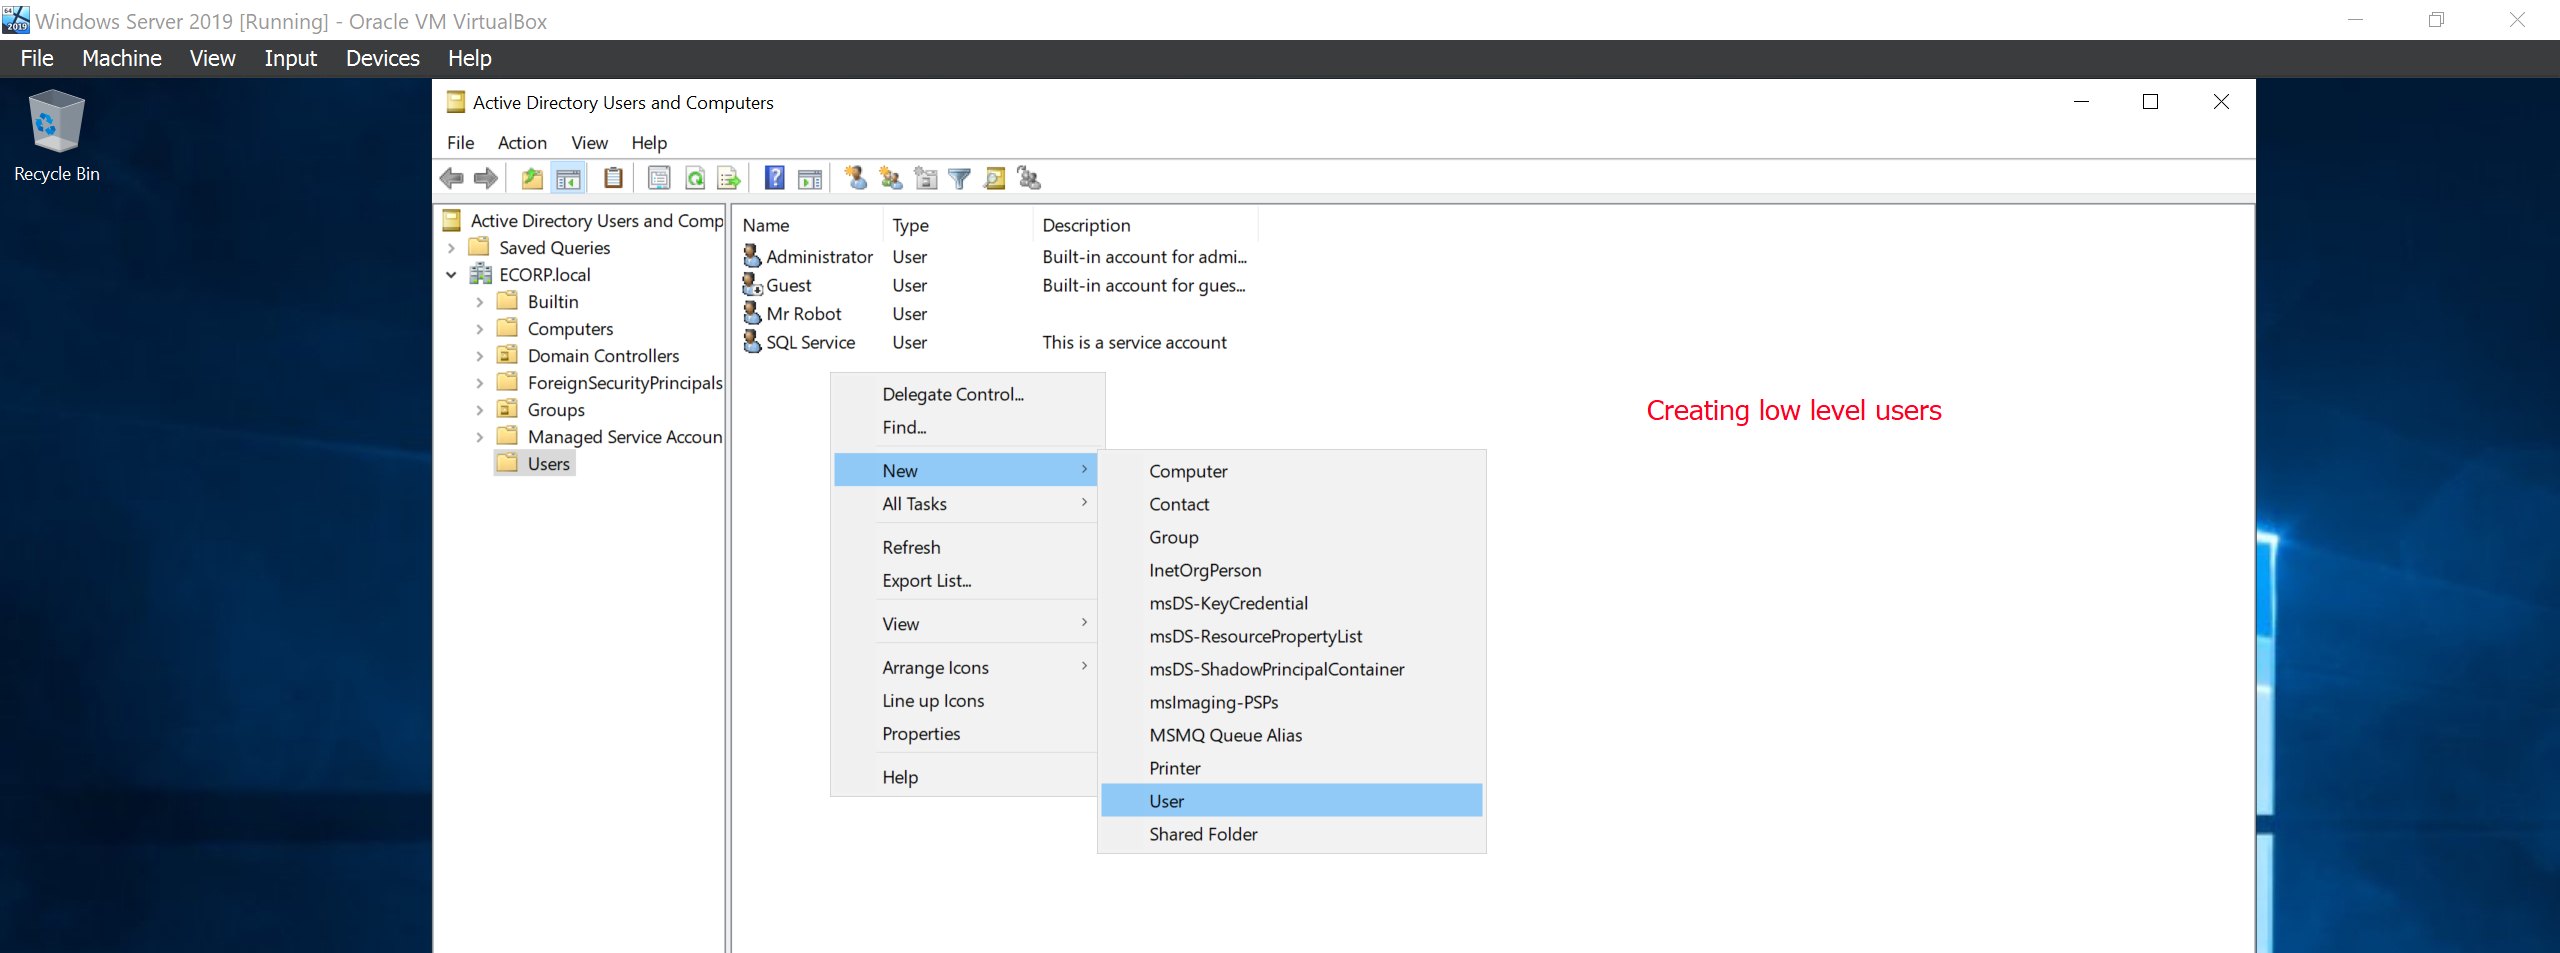 Windows Server 2019 [Running] - Oracle VM VirtualBox
File Machine View Input Devices Help
Recycle Bin
Active Directory Users and Computers
File Action View Help
Active Directory Users and Comp
Saved Queries
ECORP.local
Builtin
Computers
Domain Controllers
ForeignSecurityPrincipals
Groups
Managed Service Accoun
Users
Name Type Description
Administrator User Built-in account for admi...
Guest User Built-in account for gues...
Mr Robot User
SQL Service User This is a service account
Delegate Control...
Find...
New
All Tasks
Refresh
Export List...
View
Arrange Icons
Line up Icons
Properties
Help
Computer
Contact
Group
InetOrgPerson
msDS-KeyCredential
msDS-ResourcePropertyList
msDS-ShadowPrincipalContainer
msImaging-PSPs
MSMQ Queue Alias
Printer
User
Shared Folder
Creating low level users